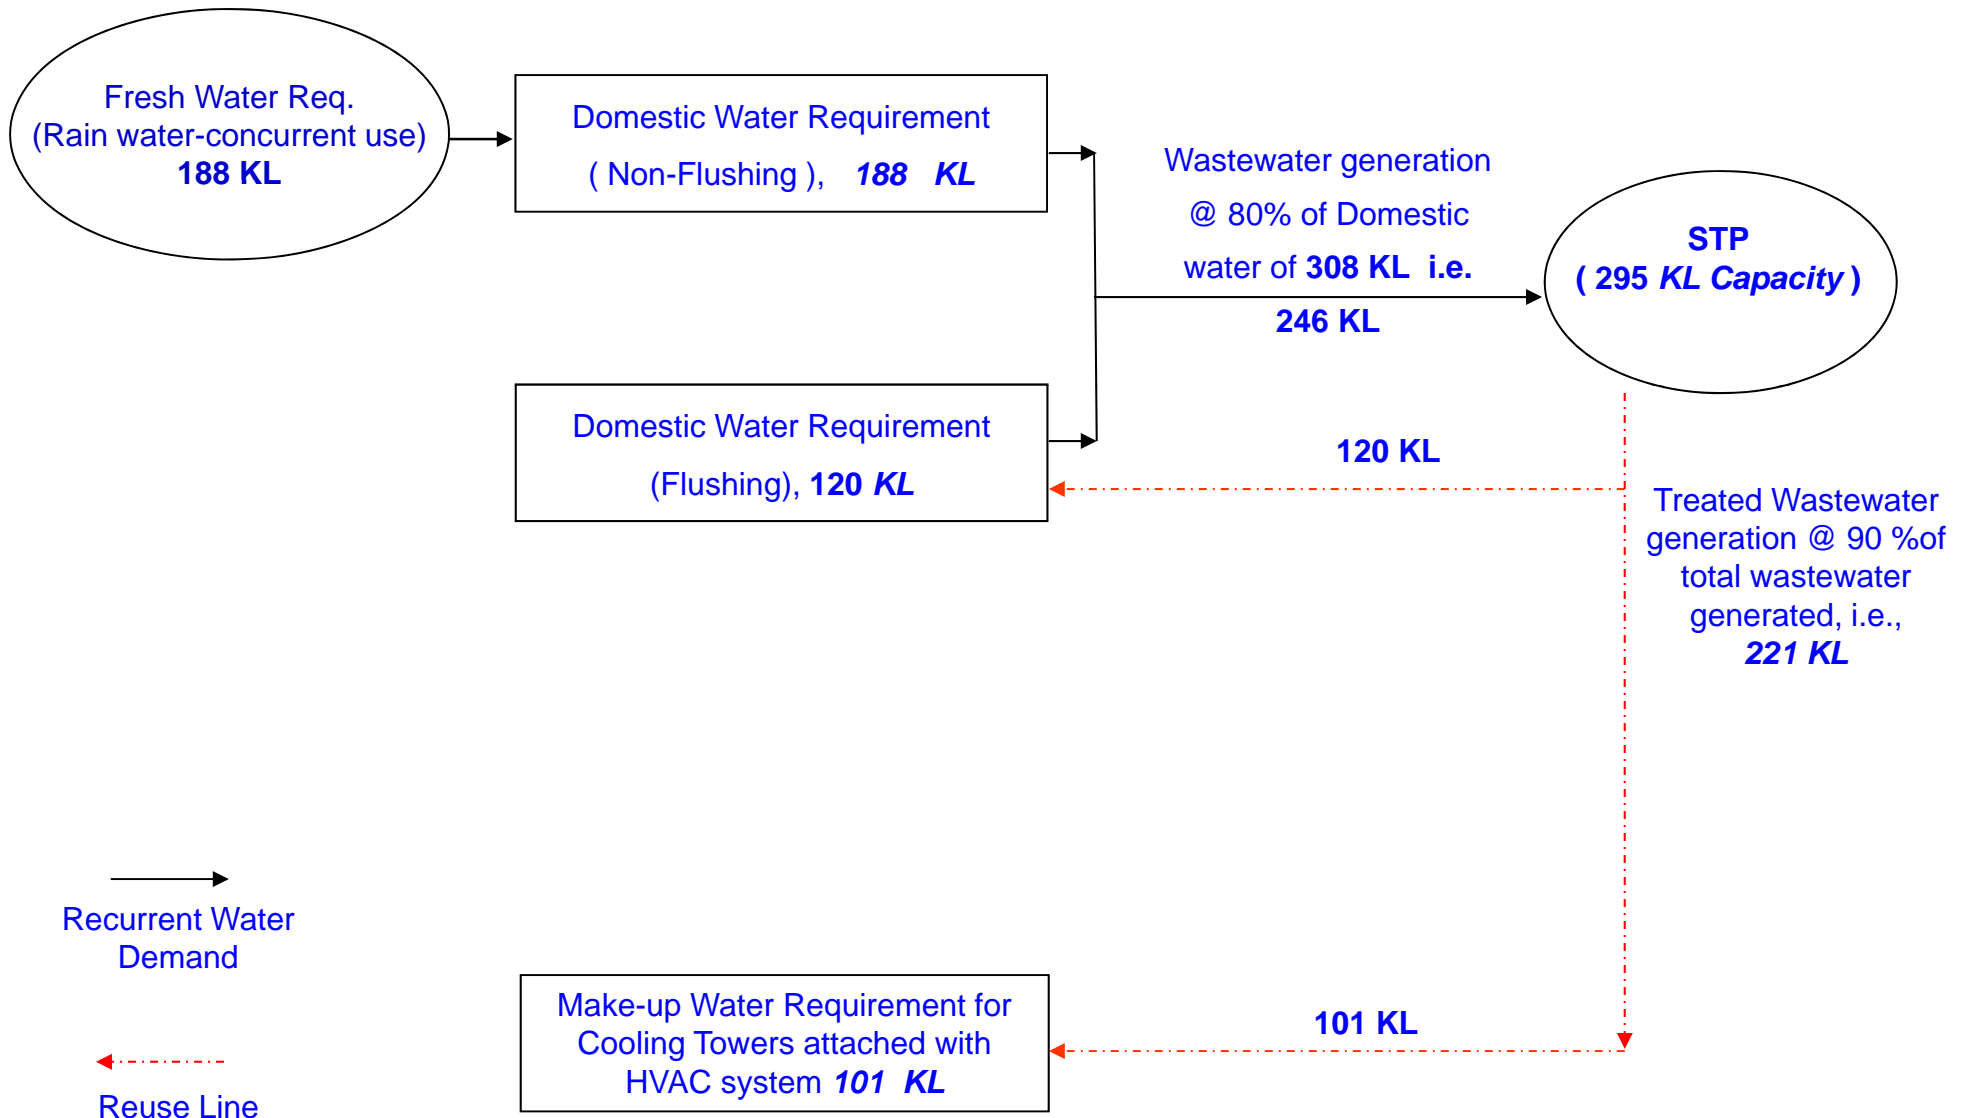 Fresh Water Req.
(Rain water-concurrent use)
188 KL
Domestic Water Requirement
( Non-Flushing ), 188 KL
Wastewater generation
@ 80% of Domestic
water of 308 KL i.e.
246 KL
STP
( 295 KL Capacity )
Domestic Water Requirement
(Flushing), 120 KL
120 KL
Treated Wastewater
generation @ 90 %of
total wastewater
generated, i.e.,
221 KL
Recurrent Water
Demand
Make-up Water Requirement for
Cooling Towers attached with
HVAC system 101 KL
101 KL
Reuse Line